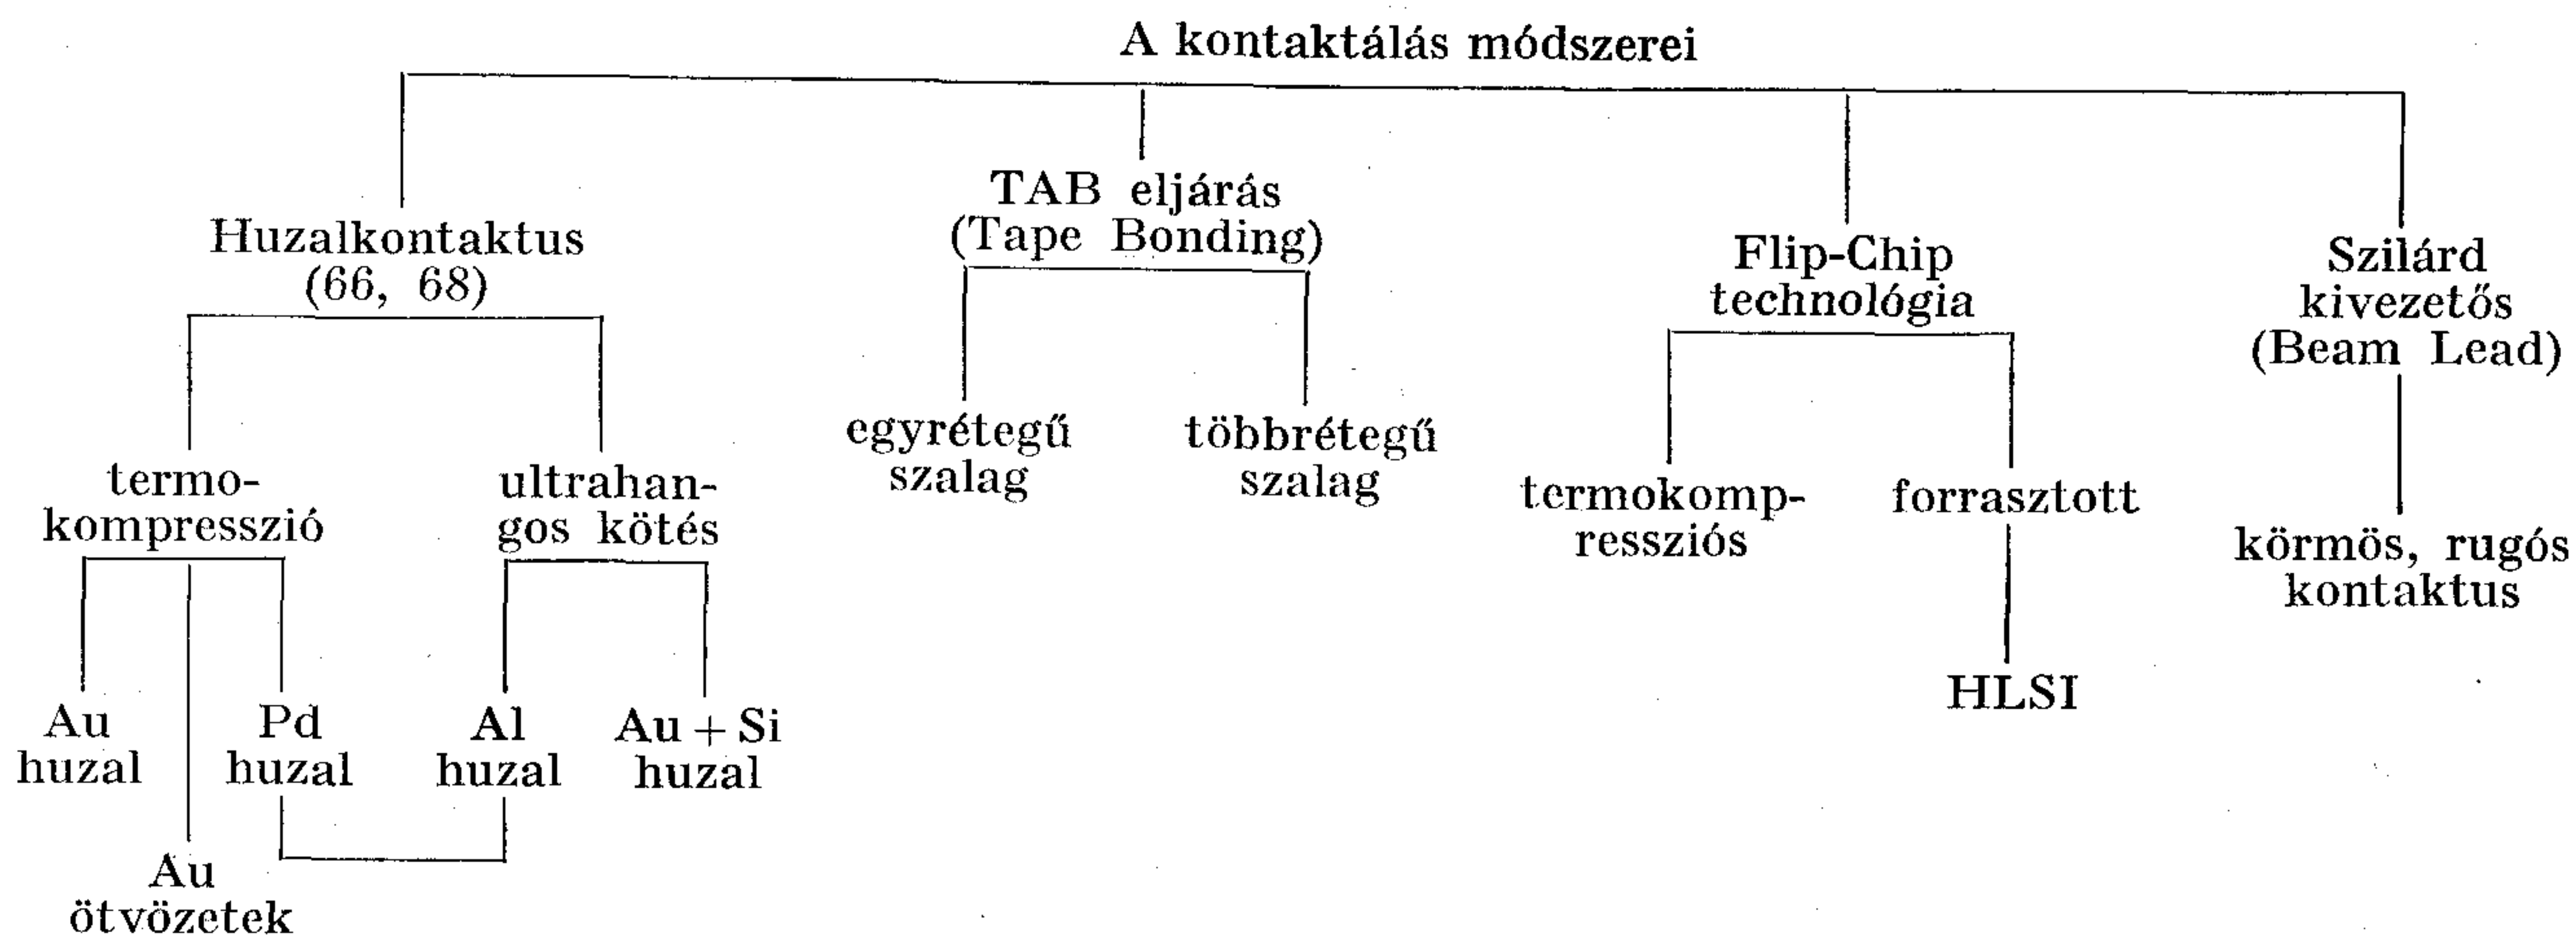 A kontaktálás módszerei
Huzalkontaktus
(66, 68)
TAB eljárás
(Tape Bonding)
Flip-Chip
technológia
Szilárd
kivezetős
(Beam Lead)
termo-
kompresszió
ultrahan-
gos kötés
egyrétegű
szalag
többrétegű
szalag
termokomp-
ressziós
forrasztott
körmös, rugós
kontaktus
Au
huzal
Pd
huzal
Al
huzal
Au + Si
huzal
HLSI
Au
ötvözetek